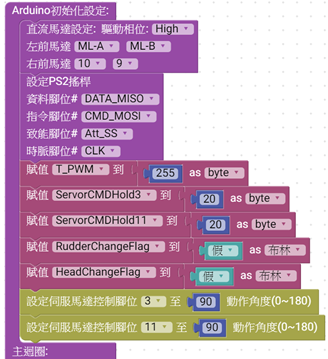 Arduino初始化設定:
直流馬達設定: 驅動相位: High
左前馬達 ML-A ML-B
右前馬達 10 9
設定PS2搖桿
資料腳位# DATA_MISO
指令腳位# CMD_MOSI
致能腳位# Att_SS
時脈腳位# CLK
賦值 T_PWM 到 255 as byte
賦值 ServorCMDHold3 到 20 as byte
賦值 ServorCMDHold11 到 20 as byte
賦值 RudderChangeFlag 到 假 as 布林
賦值 HeadChangeFlag 到 假 as 布林
設定伺服馬達控制腳位 3 至 90 動作角度(0~180)
設定伺服馬達控制腳位 11 至 90 動作角度(0~180)
主迴圈: